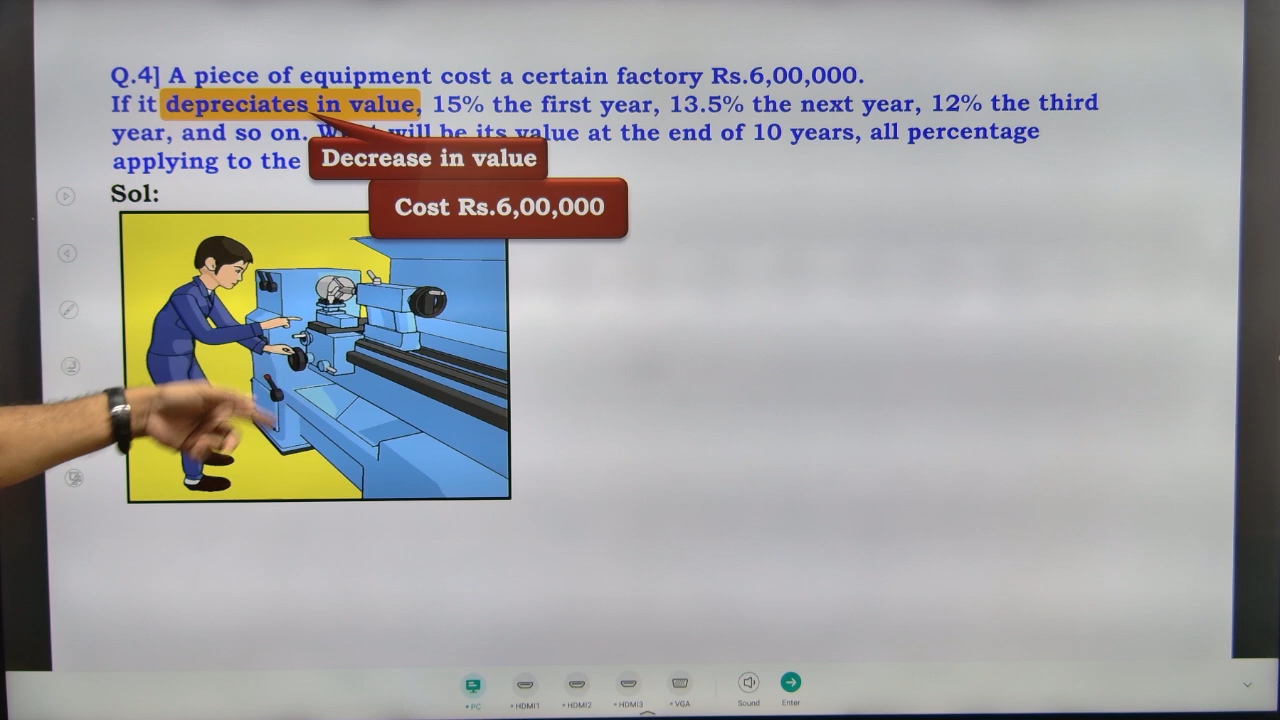 Q.4] A piece of equipment cost a certain factory Rs.6,00,000.
If it depreciates in value, 15% the first year, 13.5% the next year, 12% the third
year, and so on. will be its value at the end of 10 years, all percentage
applying to the
Decrease in value
Sol:
Cost Rs.6,00,000
PC
HDMI1
HDMI2
HDMI3
VGA
Sound
Enter